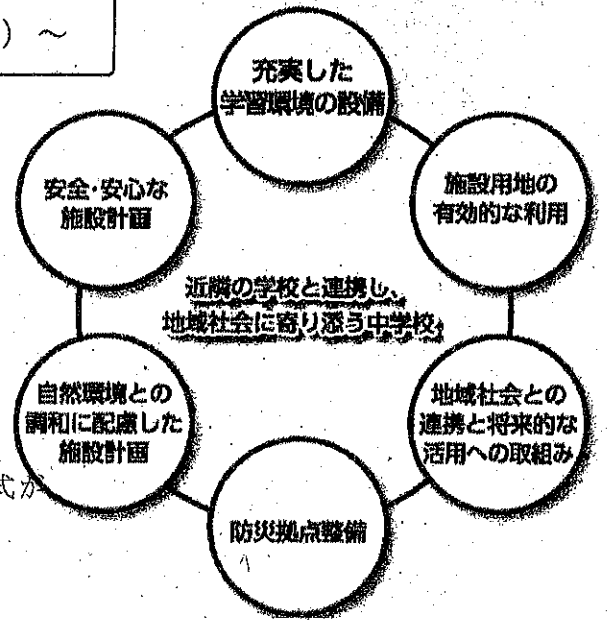 ) ～
充実した
学習環境の設備
安全・安心な
施設計画
施設用地の
有効的な利用
近隣の学校と連携し、
地域社会に寄り添う中学校
自然環境との
調和に配慮した
施設計画
地域社会との
連携と将来的な
活用への取組み
式が
防災拠点整備